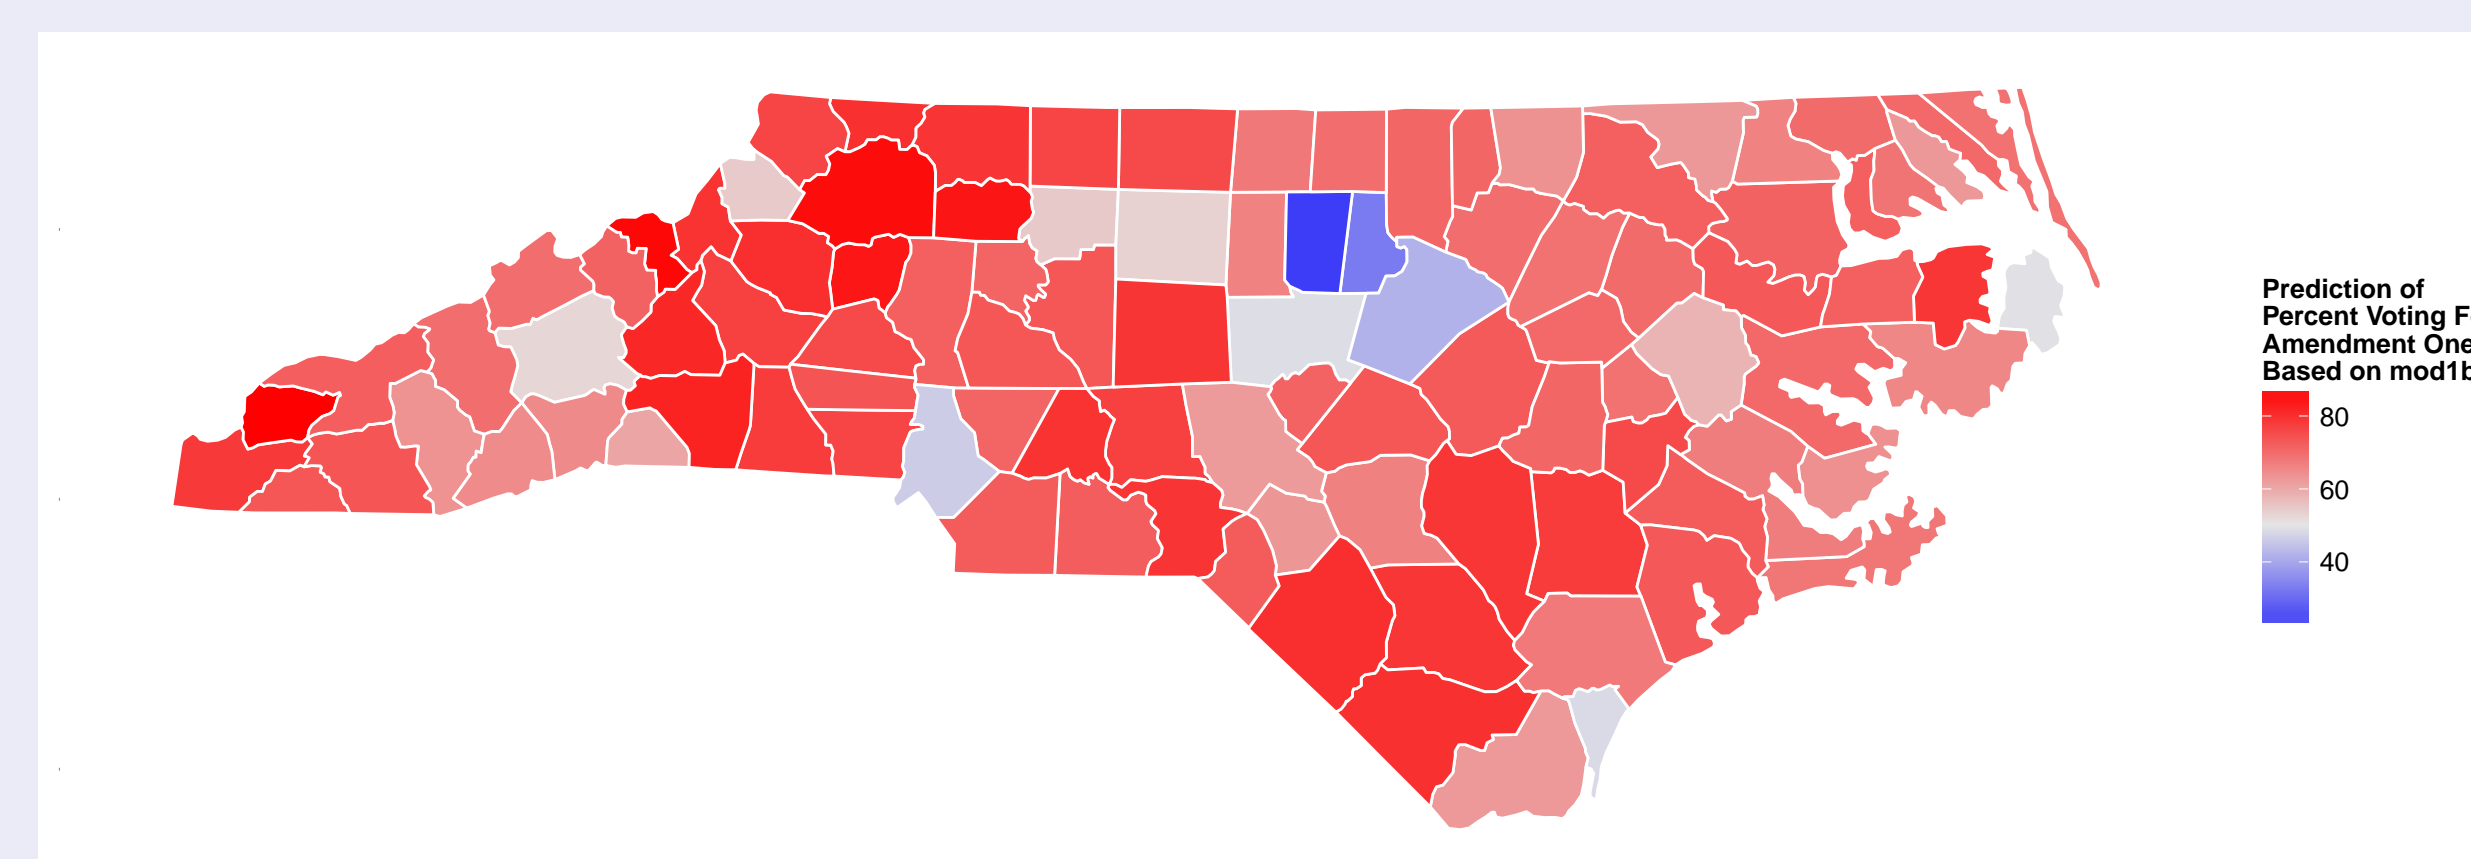 Prediction of
Percent Voting F
Amendment One
Based on mod1b
80
60
40